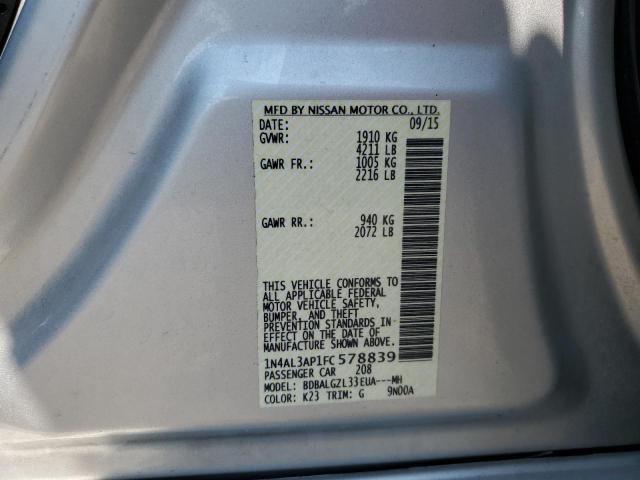 MFD BY NISSAN MOTOR CO., LTD.
DATE: 09/15
GVWR: 1910 KG
4211 LB
GAWR FR.: 1005 KG
2216 LB
GAWR RR.: 940 KG
2072 LB
THIS VEHICLE CONFORMS TO
ALL APPLICABLE FEDERAL
MOTOR VEHICLE SAFETY,
BUMPER, AND THEFT
PREVENTION STANDARDS IN
EFFECT ON THE DATE OF
MANUFACTURE SHOWN ABOVE.
1N4AL3AP1FC578839
PASSENGER CAR 208
MODEL: BDBALGZL33EUA---MH
COLOR: K23 TRIM: G 9N00A